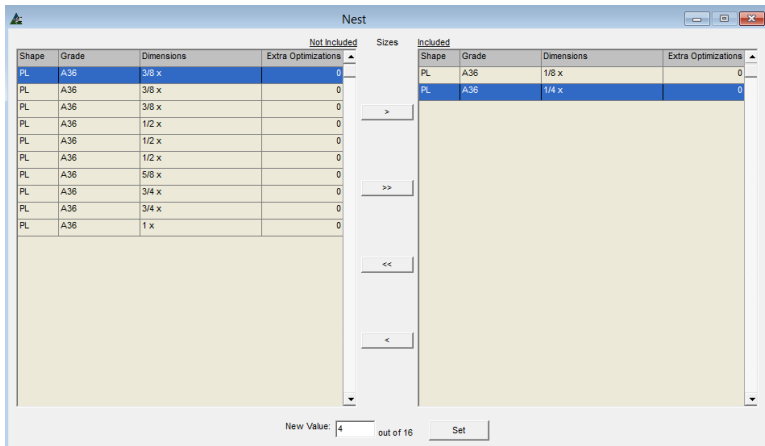 Nest
Not Included Sizes Included
Shape Grade Dimensions Extra Optimizations Shape Grade Dimensions Extra Optimizations
PL A36 3/8 x 0 PL A36 1/8 x 0
PL A36 3/8 x 0 PL A36 1/4 x 0
PL A36 3/8 x 0
>
PL A36 1/2 x 0
PL A36 1/2 x 0
PL A36 1/2 x 0
PL A36 5/8 x 0
>>
PL A36 3/4 x 0
PL A36 3/4 x 0
PL A36 1 x 0
<<
<
New Value: 4 out of 16 Set